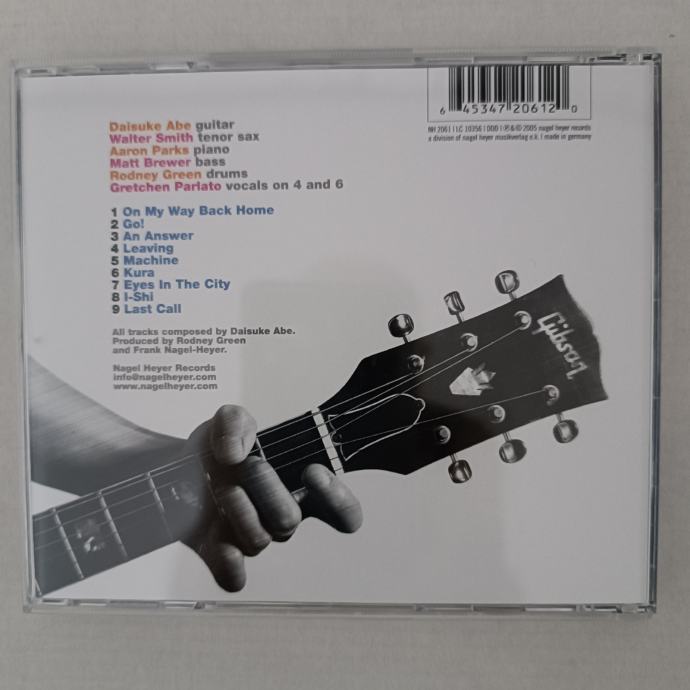 6 45347 20612 0
NH 2061 | LC 10356 | DDD | ℗&© 2005 nagel heyer records
a division of nagel heyer musikverlag e.k. | made in germany
Daisuke Abe guitar
Walter Smith tenor sax
Aaron Parks piano
Matt Brewer bass
Rodney Green drums
Gretchen Parlato vocals on 4 and 6
1 On My Way Back Home
2 Go!
3 An Answer
4 Leaving
5 Machine
6 Kura
7 Eyes In The City
8 I-Shi
9 Last Call
All tracks composed by Daisuke Abe.
Produced by Rodney Green
and Frank Nagel-Heyer.
Nagel Heyer Records
info@nagelheyer.com
www.nagelheyer.com
Gibson